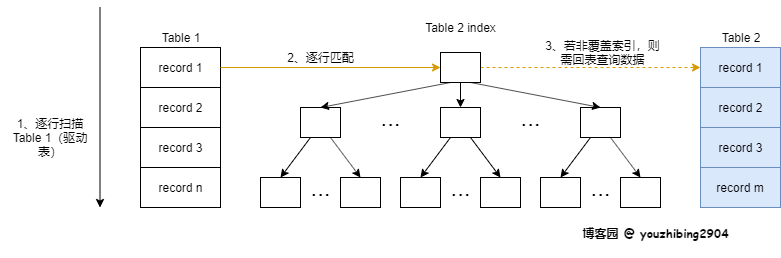 Table 1
Table 2 index
Table 2
3、若非覆盖索引，则
需回表查询数据
2、逐行匹配
record 1
record 1
record 2
record 2
1、逐行扫描
Table 1（驱动
表）
...
...
record 3
record 3
record n
record m
...
...
...
博客园 @ youzhibing2904